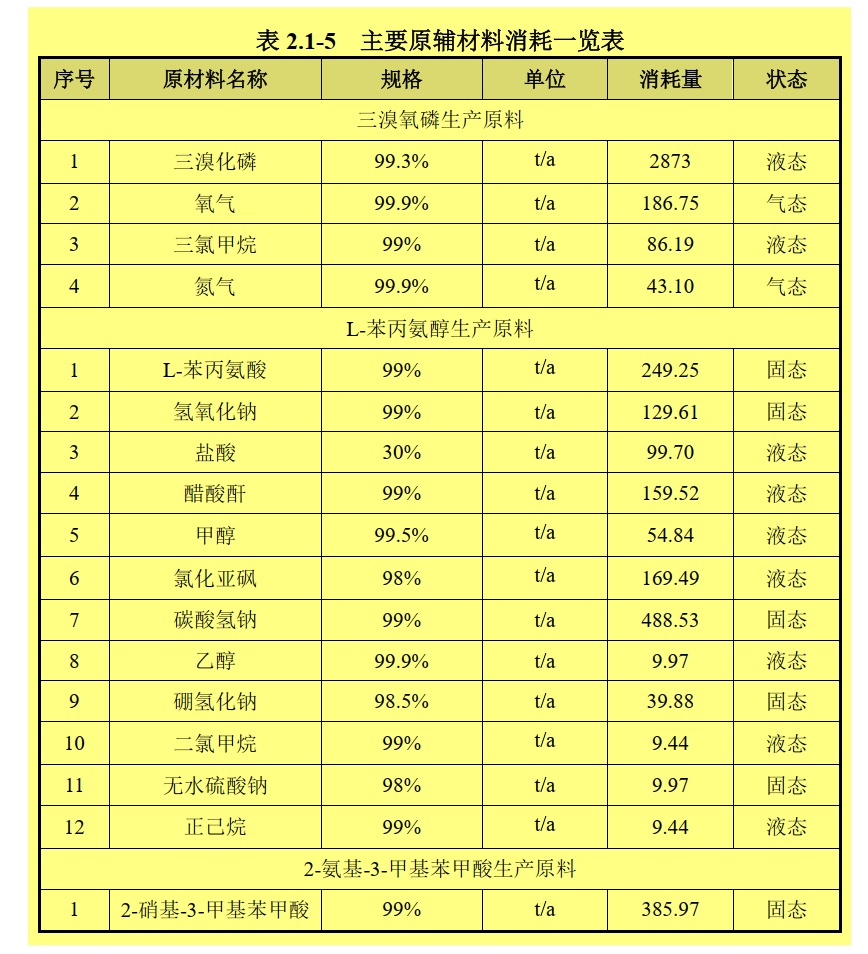 表 2.1-5 主要原辅材料消耗一览表
序号 原材料名称 规格 单位 消耗量 状态
三溴氧磷生产原料
1 三溴化磷 99.3% t/a 2873 液态
2 氧气 99.9% t/a 186.75 气态
3 三氯甲烷 99% t/a 86.19 液态
4 氮气 99.9% t/a 43.10 气态
L-苯丙氨醇生产原料
1 L-苯丙氨酸 99% t/a 249.25 固态
2 氢氧化钠 99% t/a 129.61 固态
3 盐酸 30% t/a 99.70 液态
4 醋酸酐 99% t/a 159.52 液态
5 甲醇 99.5% t/a 54.84 液态
6 氯化亚砜 98% t/a 169.49 液态
7 碳酸氢钠 99% t/a 488.53 固态
8 乙醇 99.9% t/a 9.97 液态
9 硼氢化钠 98.5% t/a 39.88 固态
10 二氯甲烷 99% t/a 9.44 液态
11 无水硫酸钠 98% t/a 9.97 固态
12 正己烷 99% t/a 9.44 液态
2-氨基-3-甲基苯甲酸生产原料
1 2-硝基-3-甲基苯甲酸 99% t/a 385.97 固态